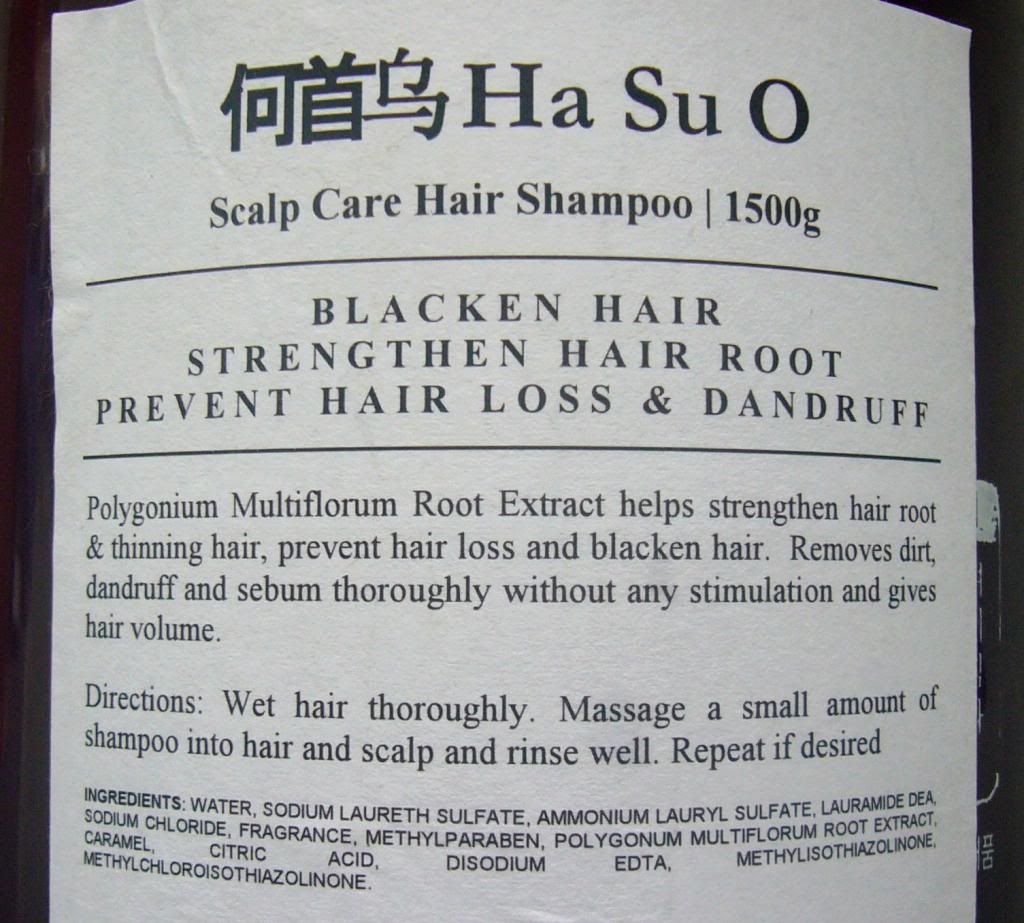 何首乌 Ha Su O
Scalp Care Hair Shampoo | 1500g
BLACKEN HAIR
STRENGTHEN HAIR ROOT
PREVENT HAIR LOSS & DANDRUFF
Polygonium Multiflorum Root Extract helps strengthen hair root
& thinning hair, prevent hair loss and blacken hair. Removes dirt,
dandruff and sebum thoroughly without any stimulation and gives
hair volume.
Directions: Wet hair thoroughly. Massage a small amount of
shampoo into hair and scalp and rinse well. Repeat if desired
INGREDIENTS: WATER, SODIUM LAURETH SULFATE, AMMONIUM LAURYL SULFATE, LAURAMIDE DEA,
SODIUM CHLORIDE, FRAGRANCE, METHYLPARABEN, POLYGONUM MULTIFLORUM ROOT EXTRACT,
CARAMEL, CITRIC ACID, DISODIUM EDTA, METHYLISOTHIAZOLINONE,
METHYLCHLOROISOTHIAZOLINONE.